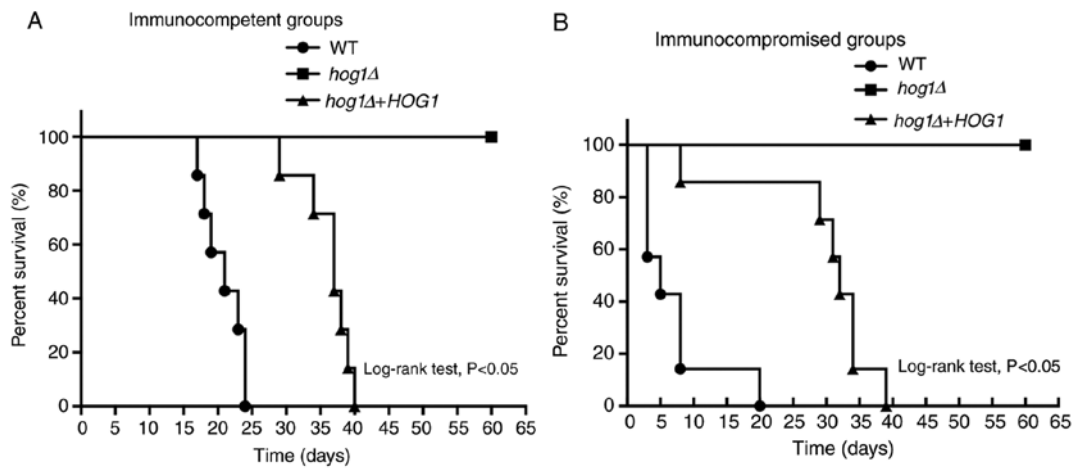 A
Immunocompetent groups
WT
hog1Δ
hog1Δ+HOG1
Percent survival (%)
100
80
60
40
20
0
Log-rank test, P<0.05
0 5 10 15 20 25 30 35 40 45 50 55 60 65
Time (days)
B
Immunocompromised groups
WT
hog1Δ
hog1Δ+HOG1
Percent survival (%)
100
80
60
40
20
0
Log-rank test, P<0.05
0 5 10 15 20 25 30 35 40 45 50 55 60 65
Time (days)